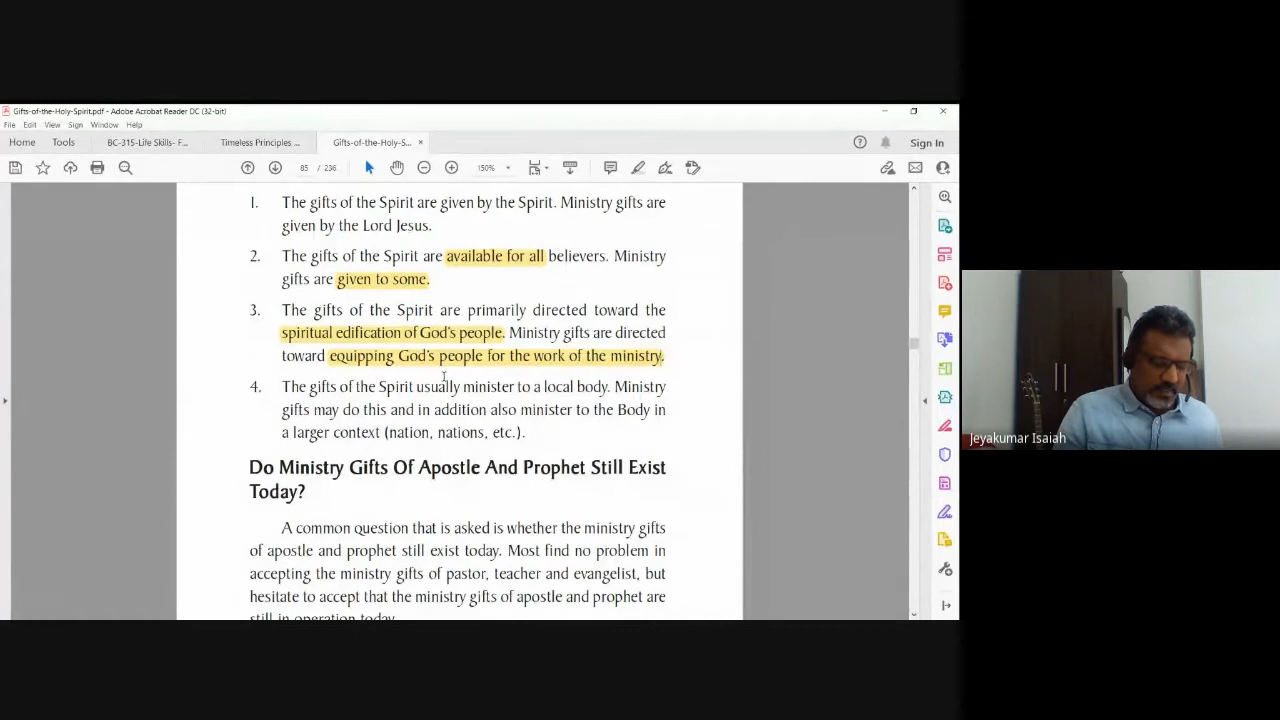 Gifts-of-the-Holy-Spirit.pdf - Adobe Acrobat Reader DC (32-bit)
File Edit View Sign Window Help
Home Tools BC-315-Life Skills- F... Timeless Principles ... Gifts-of-the-Holy-S... × Sign In
85 / 236 150%
1. The gifts of the Spirit are given by the Spirit. Ministry gifts are
given by the Lord Jesus.
2. The gifts of the Spirit are available for all believers. Ministry
gifts are given to some.
3. The gifts of the Spirit are primarily directed toward the
spiritual edification of God's people. Ministry gifts are directed
toward equipping God's people for the work of the ministry.
4. The gifts of the Spirit usually minister to a local body. Ministry
gifts may do this and in addition also minister to the Body in
a larger context (nation, nations, etc.).
Do Ministry Gifts Of Apostle And Prophet Still Exist
Today?
A common question that is asked is whether the ministry gifts
of apostle and prophet still exist today. Most find no problem in
accepting the ministry gifts of pastor, teacher and evangelist, but
hesitate to accept that the ministry gifts of apostle and prophet are
still in operation today.
Jeyakumar Isaiah